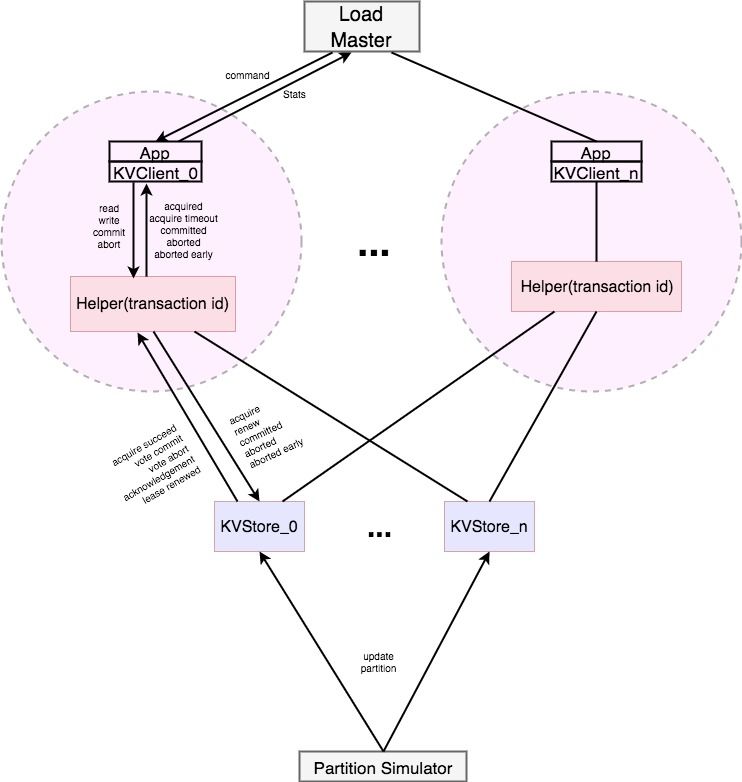 Load
Master
command
Stats
App
KVClient_0
App
KVClient_n
read
write
commit
abort
acquired
acquire timeout
committed
aborted
aborted early
...
Helper(transaction id)
Helper(transaction id)
acquire succeed
vote commit
vote abort
acknowledgement
lease renewed
acquire
renew
committed
aborted
aborted early
KVStore_0
...
KVStore_n
update
partition
Partition Simulator